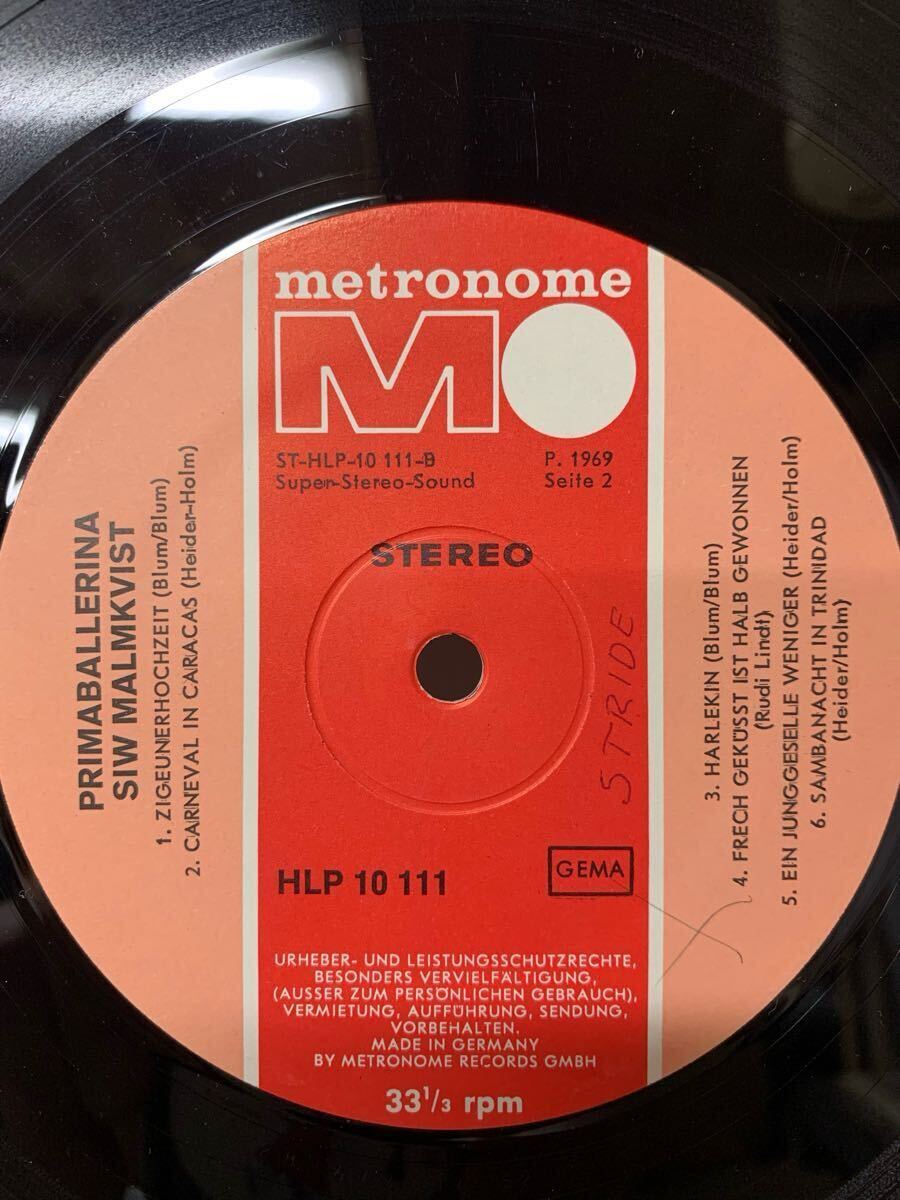 metronome
MO
ST-HLP-10 111-B
P. 1969
Super-Stereo-Sound
Seite 2
STEREO
PRIMABALLERINA
SIW MALMKVIST
1. ZIGEUNERHOCHZEIT (Blum/Blum)
2. CARNEVAL IN CARACAS (Heider-Holm)
3. HARLEKIN (Blum/Blum)
4. FRECH GEKÜSST IST HALB GEWONNEN
(Rudi Lindt)
5. EIN JUNGGESELLE WENIGER (Heider/Holm)
6. SAMBANACHT IN TRINIDAD
(Heider/Holm)
STRIDE
HLP 10 111
GEMA
URHEBER- UND LEISTUNGSSCHUTZRECHTE,
BESONDERS VERVIELFÄLTIGUNG,
(AUSSER ZUM PERSÖNLICHEN GEBRAUCH),
VERMIETUNG, AUFFÜHRUNG, SENDUNG,
VORBEHALTEN.
MADE IN GERMANY
BY METRONOME RECORDS GMBH
33 1/3 rpm